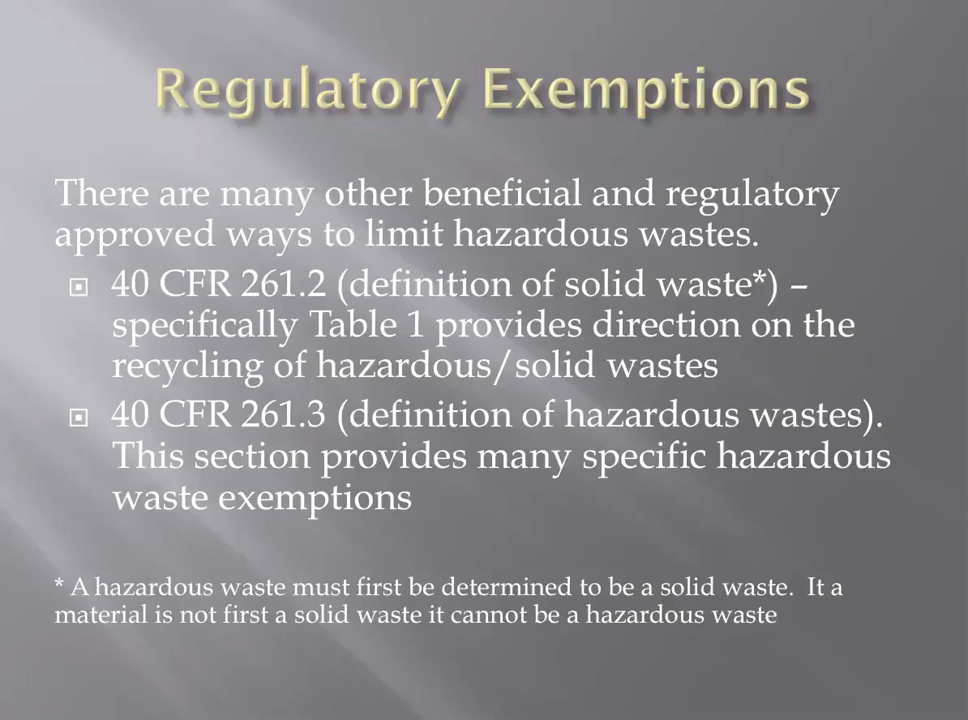 Regulatory Exemptions
There are many other beneficial and regulatory
approved ways to limit hazardous wastes.
40 CFR 261.2 (definition of solid waste*) –
specifically Table 1 provides direction on the
recycling of hazardous/solid wastes
40 CFR 261.3 (definition of hazardous wastes).
This section provides many specific hazardous
waste exemptions
* A hazardous waste must first be determined to be a solid waste.  It a
material is not first a solid waste it cannot be a hazardous waste